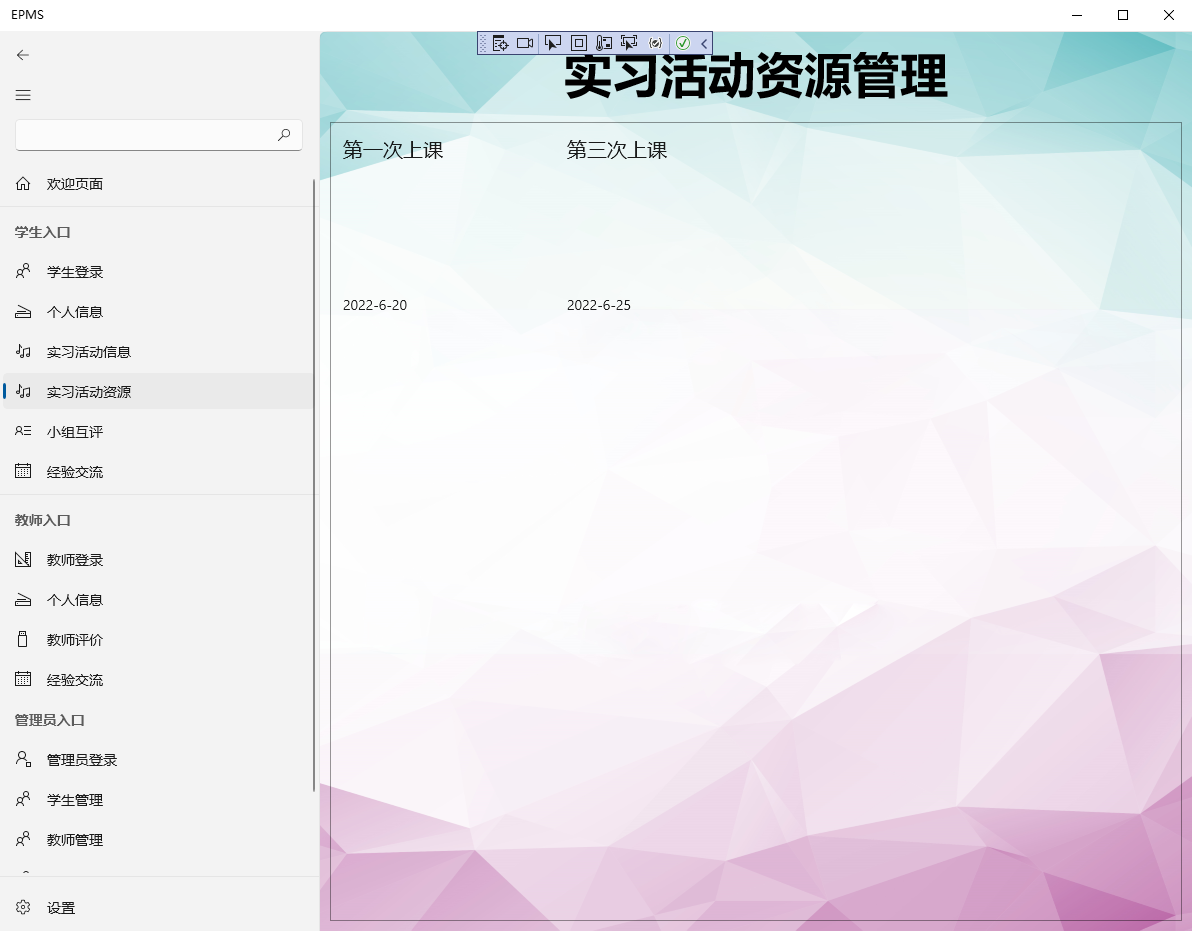 EPMS
欢迎页面
学生入口
学生登录
个人信息
实习活动信息
实习活动资源
小组互评
经验交流
教师入口
教师登录
个人信息
教师评价
经验交流
管理员入口
管理员登录
学生管理
教师管理
设置
实习活动资源管理
第一次上课 第三次上课
2022-6-20 2022-6-25